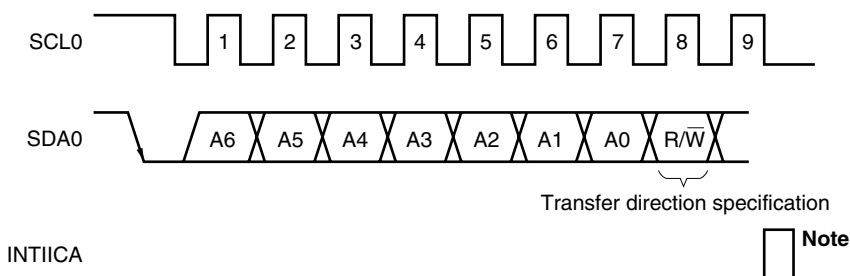 SCL0 1 2 3 4 5 6 7 8 9
SDA0 A6 A5 A4 A3 A2 A1 A0 R/W̅
Transfer direction specification
INTIICA Note